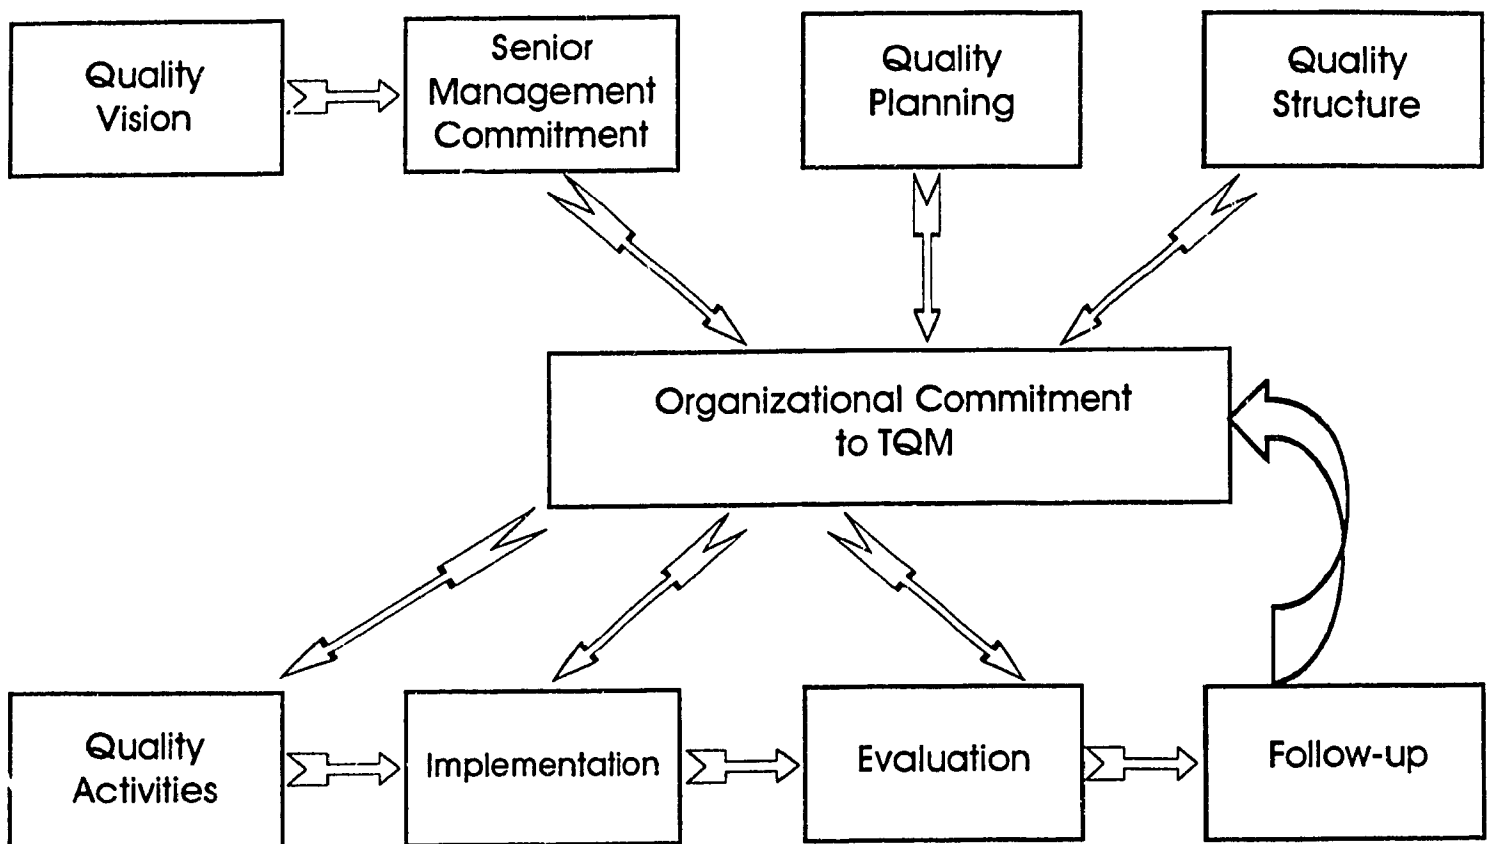 Quality
Vision
Senior
Management
Commitment
Quality
Planning
Quality
Structure
Organizational Commitment
to TQM
Quality
Activities
Implementation
Evaluation
Follow-up